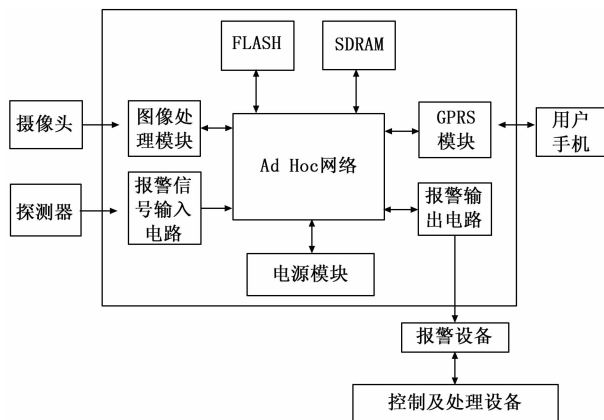 FLASH
SDRAM
摄像头
图像处
理模块
Ad Hoc网络
GPRS
模块
用户
手机
探测器
报警信
号输入
电路
报警输
出电路
电源模块
报警设备
控制及处理设备